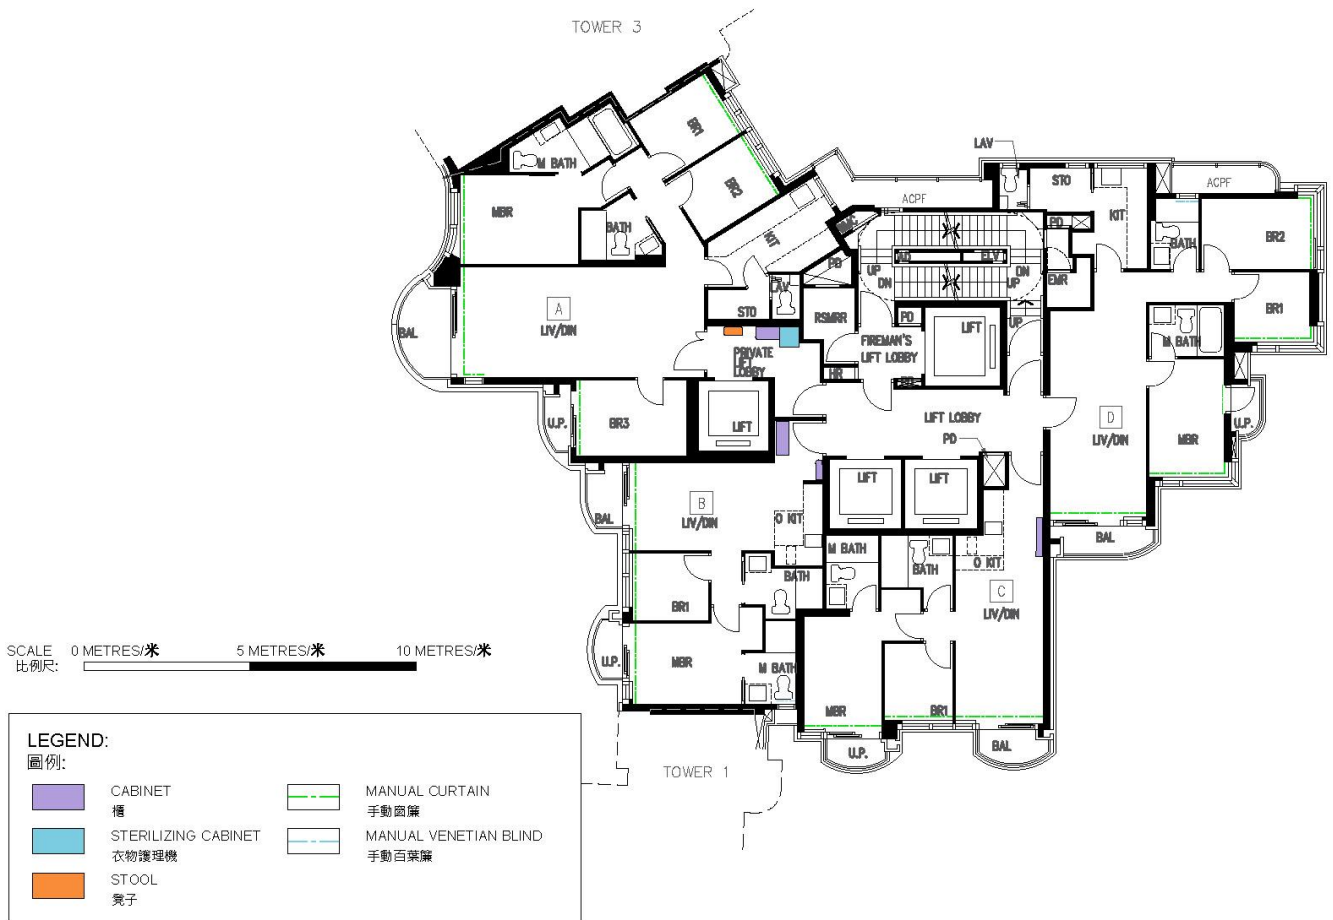 TOWER 3
BR1
M BATH
BR2
MBR
BATH
KIT
LAV
STO
ACPF
LAV
STO
KIT
ACPF
PD
BATH
BR2
BR1
M BATH
EMR
UP
DN
AD
ELV
DN
UP
UP
PD
RSMRR
PD
FIREMAN'S
LIFT LOBBY
LIFT
HR
A
LIV/DIN
BAL
PRIVATE
LIFT
LOBBY
LIFT
BR3
U.P.
LIFT LOBBY
PD
D
LIV/DIN
MBR
U.P.
BAL
LIFT
LIFT
B
LIV/DIN
BAL
O KIT
BR1
BATH
MBR
U.P.
M BATH
M BATH
BATH
O KIT
C
LIV/DIN
MBR
BR1
U.P.
BAL
TOWER 1
SCALE 0 METRES/米 5 METRES/米 10 METRES/米
比例尺:
LEGEND:
圖例:
CABINET
櫃
STERILIZING CABINET
衣物護理機
STOOL
凳子
MANUAL CURTAIN
手動窗簾
MANUAL VENETIAN BLIND
手動百葉簾